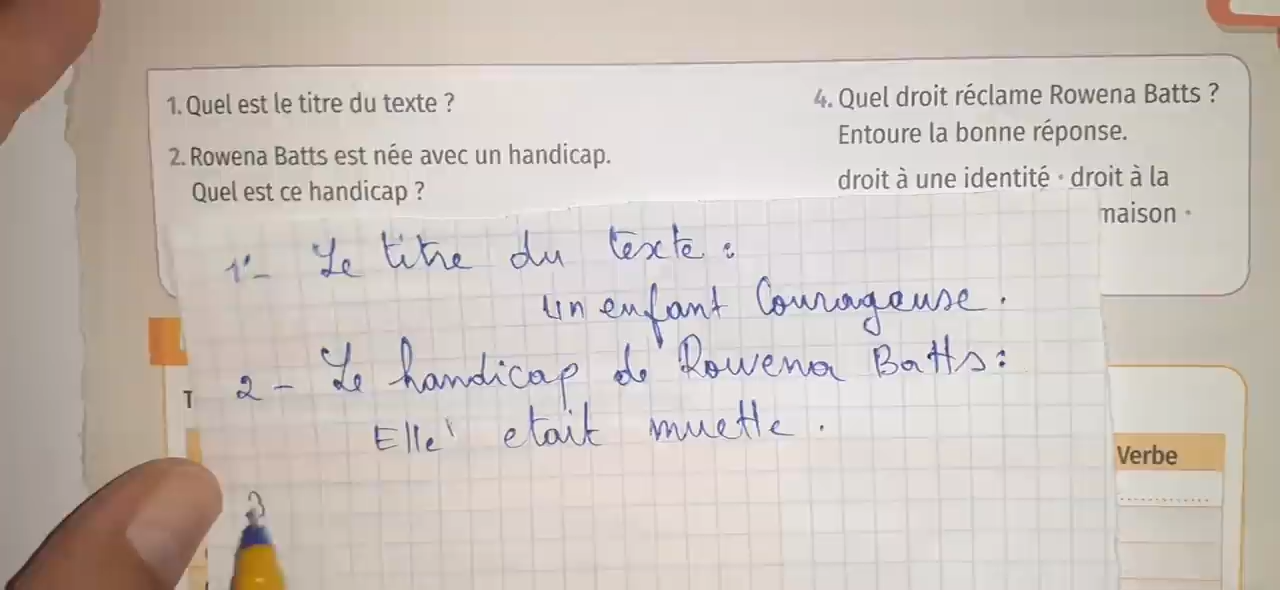 1. Quel est le titre du texte ?
2. Rowena Batts est née avec un handicap.
Quel est ce handicap ?
4. Quel droit réclame Rowena Batts ?
Entoure la bonne réponse.
droit à une identité · droit à la
maison ·
1- Le titre du texte :
un enfant Courageuse.
2 - Le handicap de Rowena Batts:
Elle etait muette.
3
T
Verbe